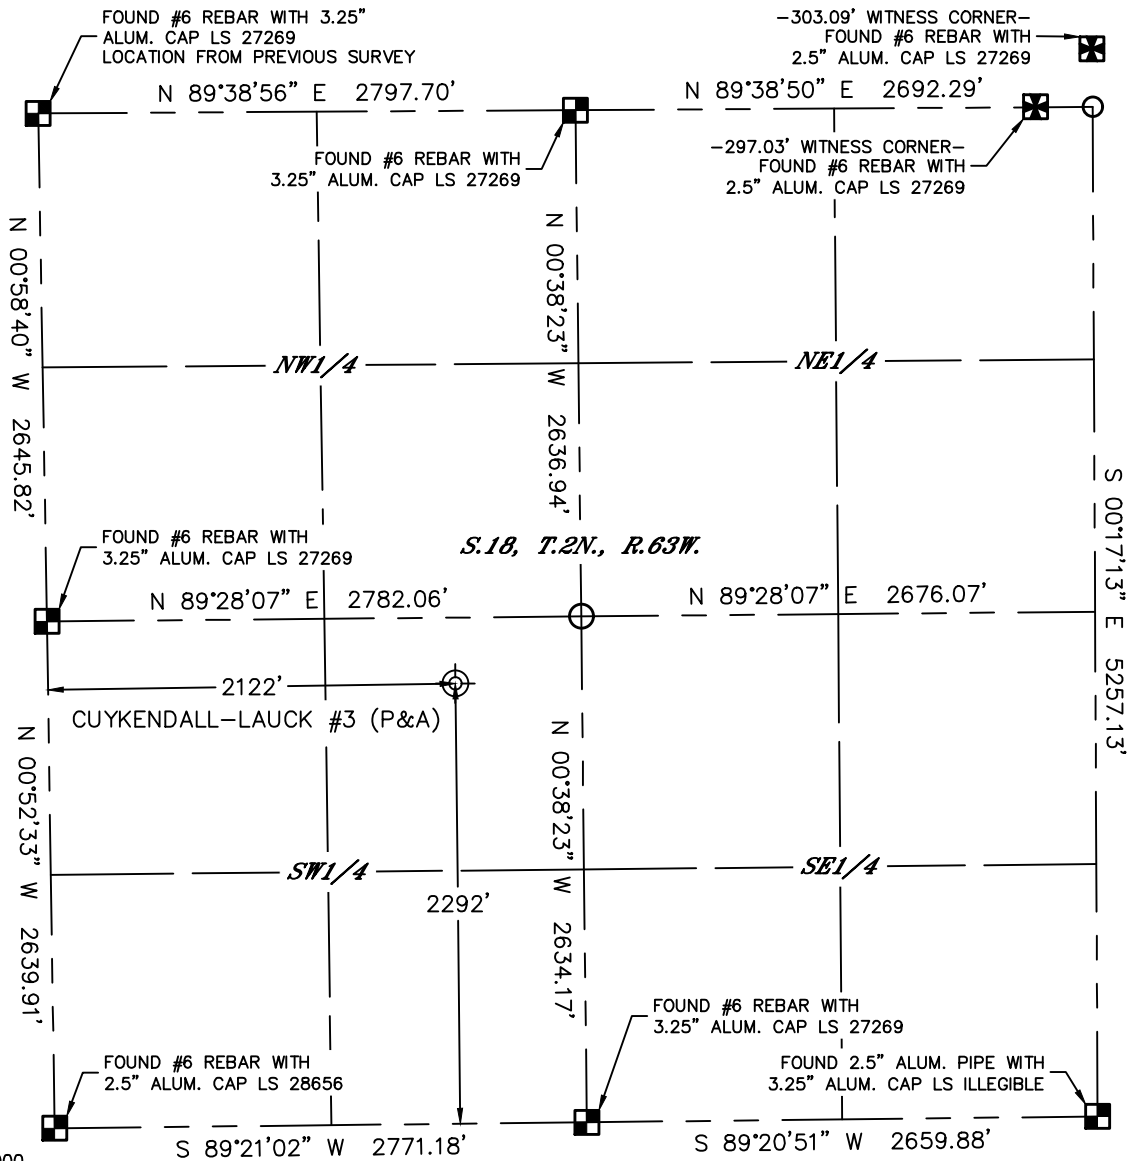 FOUND #6 REBAR WITH 3.25"
ALUM. CAP LS 27269
LOCATION FROM PREVIOUS SURVEY
-303.09' WITNESS CORNER-
FOUND #6 REBAR WITH
2.5" ALUM. CAP LS 27269
N 89°38'56" E 2797.70'
N 89°38'50" E 2692.29'
FOUND #6 REBAR WITH
3.25" ALUM. CAP LS 27269
-297.03' WITNESS CORNER-
FOUND #6 REBAR WITH
2.5" ALUM. CAP LS 27269
N 00°58'40" W 2645.82'
N 00°38'23" W 2636.94'
NW1/4
NE1/4
S 00°17'13" E 5257.13'
FOUND #6 REBAR WITH
3.25" ALUM. CAP LS 27269
S.18, T.2N., R.63W.
N 89°28'07" E 2782.06'
N 89°28'07" E 2676.07'
2122'
CUYKENDALL-LAUCK #3 (P&A)
N 00°52'33" W 2639.91'
N 00°38'23" W 2634.17'
SW1/4
SE1/4
2292'
FOUND #6 REBAR WITH
3.25" ALUM. CAP LS 27269
FOUND #6 REBAR WITH
2.5" ALUM. CAP LS 28656
FOUND 2.5" ALUM. PIPE WITH
3.25" ALUM. CAP LS ILLEGIBLE
S 89°21'02" W 2771.18'
S 89°20'51" W 2659.88'